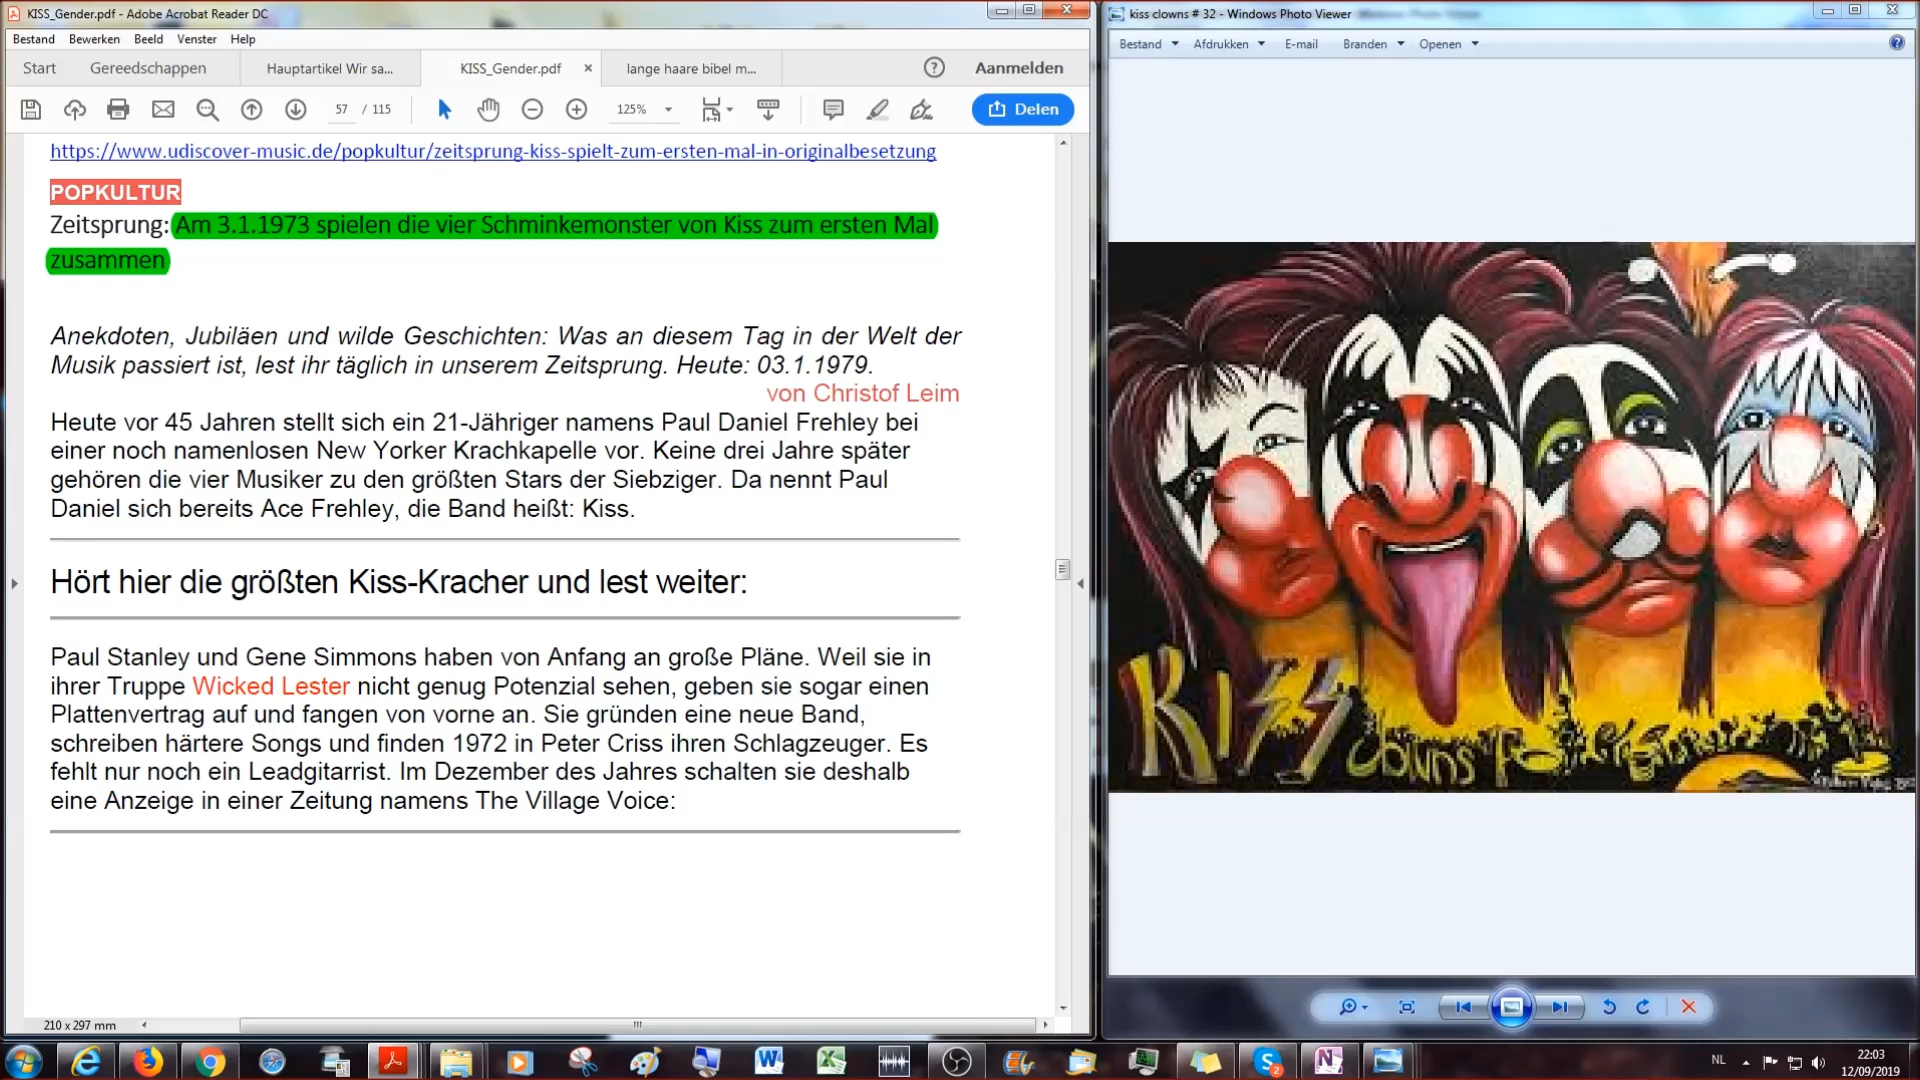 KISS_Gender.pdf - Adobe Acrobat Reader DC
Bestand Bewerken Beeld Venster Help
Start Gereedschappen Hauptartikel Wir sa... KISS_Gender.pdf × lange haare bibel m... Aanmelden
57 / 115 125% Delen
https://www.udiscover-music.de/popkultur/zeitsprung-kiss-spielt-zum-ersten-mal-in-originalbesetzung
POPKULTUR
Zeitsprung: Am 3.1.1973 spielen die vier Schminkemonster von Kiss zum ersten Mal
zusammen
Anekdoten, Jubiläen und wilde Geschichten: Was an diesem Tag in der Welt der
Musik passiert ist, lest ihr täglich in unserem Zeitsprung. Heute: 03.1.1979.
von Christof Leim
Heute vor 45 Jahren stellt sich ein 21-Jähriger namens Paul Daniel Frehley bei
einer noch namenlosen New Yorker Krachkapelle vor. Keine drei Jahre später
gehören die vier Musiker zu den größten Stars der Siebziger. Da nennt Paul
Daniel sich bereits Ace Frehley, die Band heißt: Kiss.
Hört hier die größten Kiss-Kracher und lest weiter:
Paul Stanley und Gene Simmons haben von Anfang an große Pläne. Weil sie in
ihrer Truppe Wicked Lester nicht genug Potenzial sehen, geben sie sogar einen
Plattenvertrag auf und fangen von vorne an. Sie gründen eine neue Band,
schreiben härtere Songs und finden 1972 in Peter Criss ihren Schlagzeuger. Es
fehlt nur noch ein Leadgitarrist. Im Dezember des Jahres schalten sie deshalb
eine Anzeige in einer Zeitung namens The Village Voice:
210 x 297 mm
kiss clowns # 32 - Windows Photo Viewer
Bestand Afdrukken E-mail Branden Openen
KISS
NL
22:03
12/09/2019